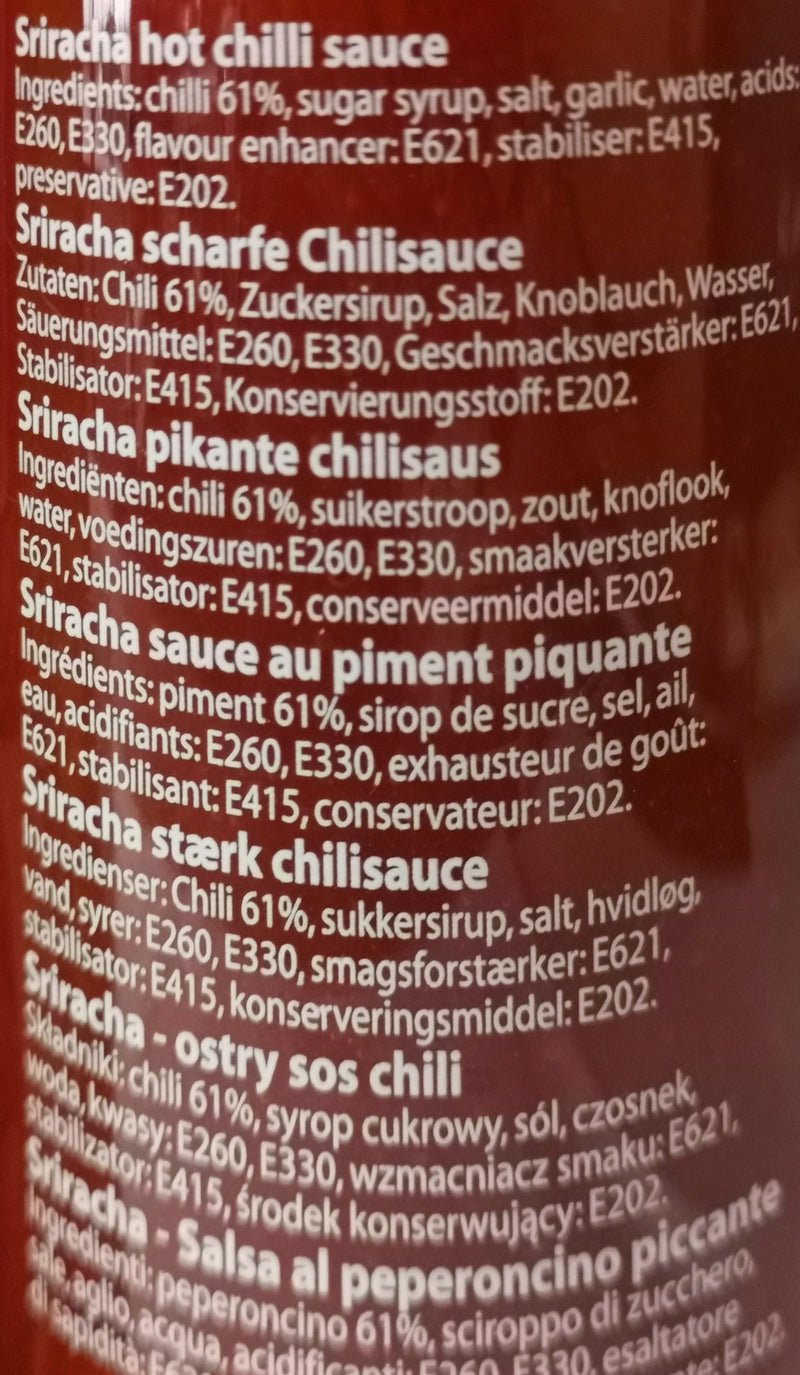 Sriracha hot chilli sauce
Ingredients: chilli 61%, sugar syrup, salt, garlic, water, acids:
E260, E330, flavour enhancer: E621, stabiliser: E415,
preservative: E202.
Sriracha scharfe Chilisauce
Zutaten: Chili 61%, Zuckersirup, Salz, Knoblauch, Wasser,
Säuerungsmittel: E260, E330, Geschmacksverstärker: E621,
Stabilisator: E415, Konservierungsstoff: E202.
Sriracha pikante chilisaus
Ingrediënten: chili 61%, suikerstroop, zout, knoflook,
water, voedingszuren: E260, E330, smaakversterker:
E621, stabilisator: E415, conserveermiddel: E202.
Sriracha sauce au piment piquante
Ingrédients: piment 61%, sirop de sucre, sel, ail,
eau, acidifiants: E260, E330, exhausteur de goût:
E621, stabilisant: E415, conservateur: E202.
Sriracha stærk chilisauce
Ingredienser: Chili 61%, sukkersirup, salt, hvidløg,
vand, syrer: E260, E330, smagsforstærker: E621,
stabilisator: E415, konserveringsmiddel: E202.
Sriracha - ostry sos chili
Składniki: chili 61%, syrop cukrowy, sól, czosnek,
woda, kwasy: E260, E330, wzmacniacz smaku: E621,
stabilizator: E415, środek konserwujący: E202.
Sriracha - Salsa al peperoncino piccante
Ingredienti: peperoncino 61%, sciroppo di zucchero,
sale, aglio, acqua, acidificanti: E260, E330, esaltatore
di sapidità: E202